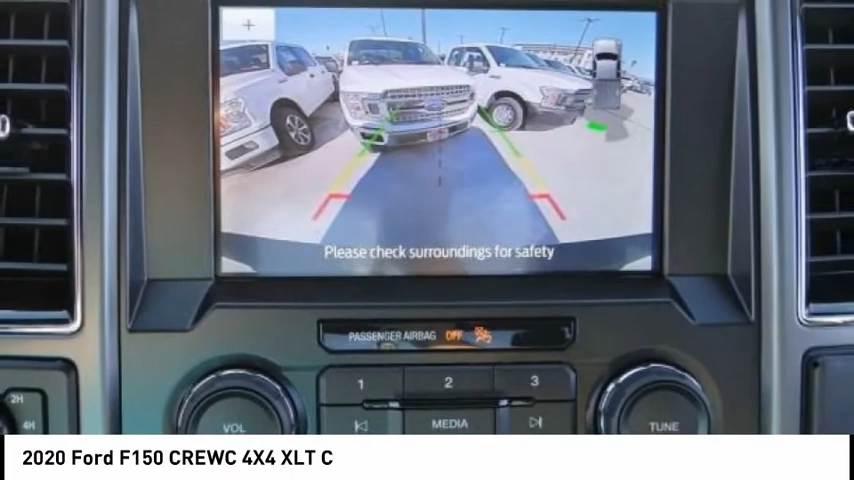 +
Please check surroundings for safety
PASSENGER AIRBAG OFF
1 2 3
2H
4H
VOL
MEDIA
TUNE
2020 Ford F150 CREWC 4X4 XLT C